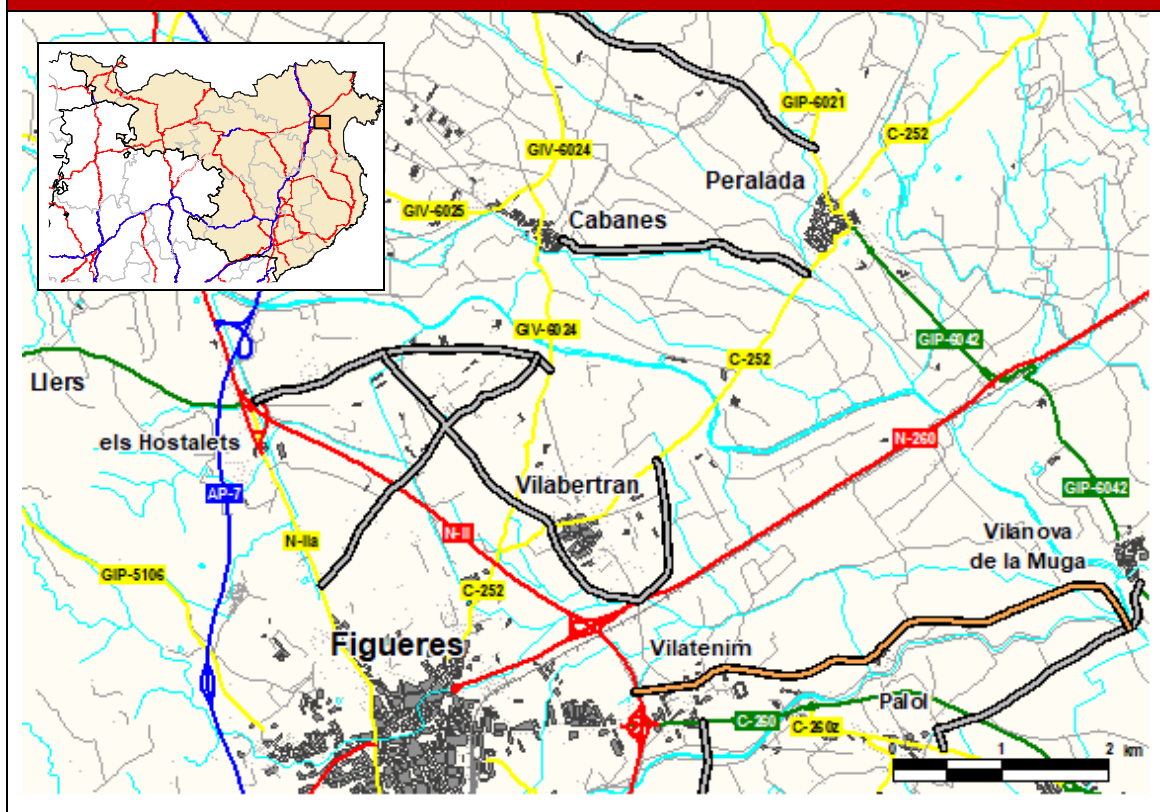 GIP-6021
C-252
GIV-6024
Peralada
GIV-6025
Cabanes
GIV-6024
GIP-6042
C-252
Llers
els Hostalets
N-260
AP-7
Vilabertran
GIP-6042
N-II
N-IIa
Vilanova
de la Muga
GIP-5106
C-252
Figueres
Vilatenim
Palol
C-260
C-260z
0 1 2 km